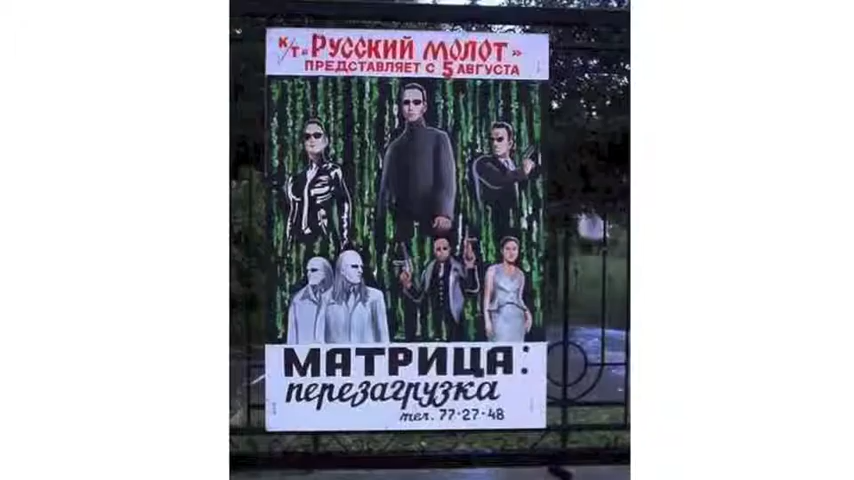 к/т "Русский молот"
представляет с 5 августа
Матрица:
перезагрузка
тел. 77-27-48